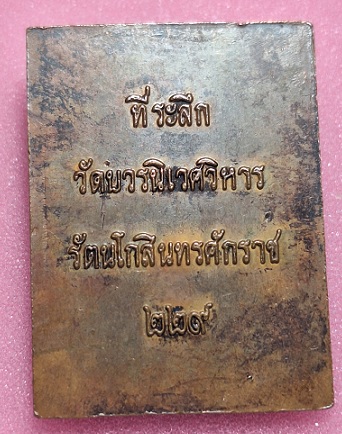 ที่ระลึก
วัดบวรนิเวศวิหาร
รัตนโกสินทรศักราช
๒๒๙